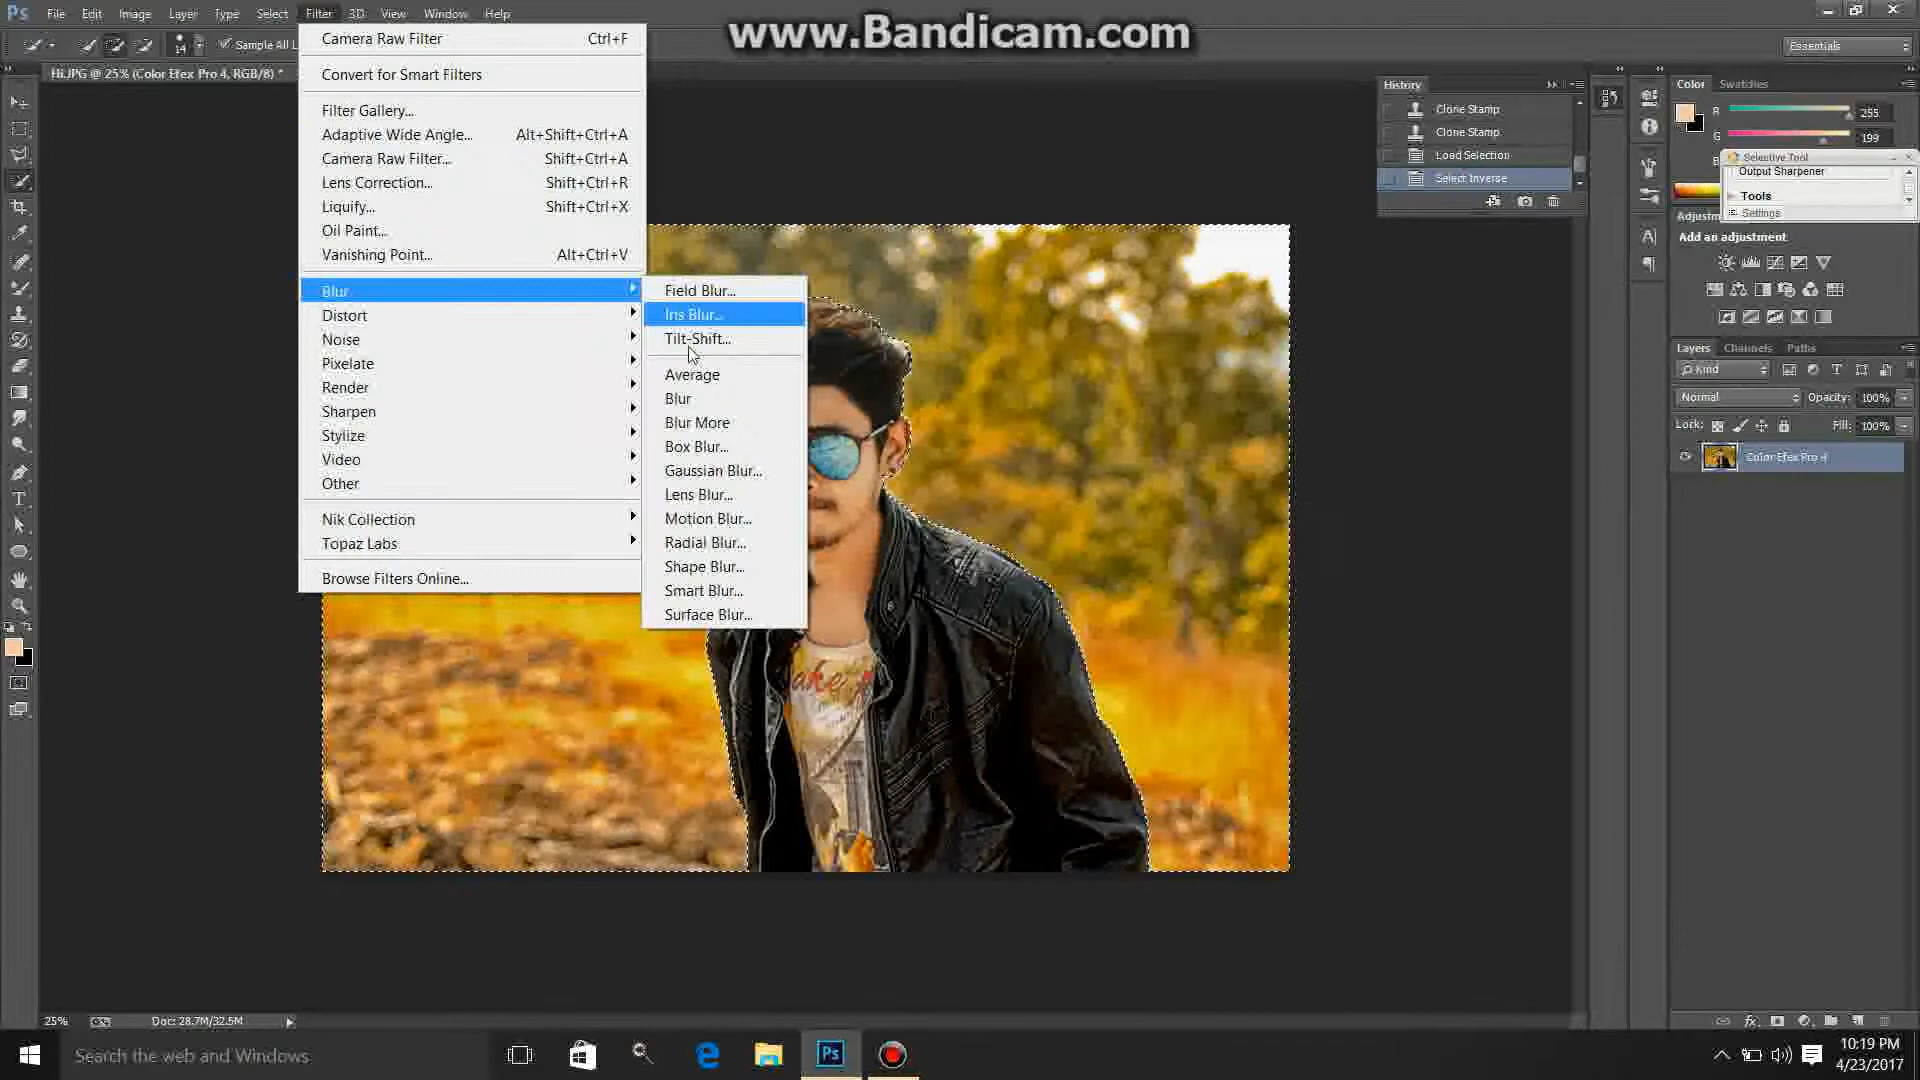 Ps File Edit Image Layer Type Select Filter 3D View Window Help
www.Bandicam.com
14 Sample All L
Essentials
Hi.JPG @ 25% (Color Efex Pro 4, RGB/8) *
Camera Raw Filter Ctrl+F
Convert for Smart Filters
Filter Gallery...
Adaptive Wide Angle... Alt+Shift+Ctrl+A
Camera Raw Filter... Shift+Ctrl+A
Lens Correction... Shift+Ctrl+R
Liquify... Shift+Ctrl+X
Oil Paint...
Vanishing Point... Alt+Ctrl+V
Blur
Distort
Noise
Pixelate
Render
Sharpen
Stylize
Video
Other
Nik Collection
Topaz Labs
Browse Filters Online...
Field Blur...
Iris Blur...
Tilt-Shift...
Average
Blur
Blur More
Box Blur...
Gaussian Blur...
Lens Blur...
Motion Blur...
Radial Blur...
Shape Blur...
Smart Blur...
Surface Blur...
History
Clone Stamp
Clone Stamp
Load Selection
Select Inverse
Color Swatches
R 255
G 199
Selective Tool
Output Sharpener
Tools
Settings
Adjustm
Add an adjustment
Layers Channels Paths
Kind
Normal Opacity: 100%
Lock: Fill: 100%
Color Efex Pro 4
25% Doc: 28.7M/32.5M
Search the web and Windows
Ps
10:19 PM
4/23/2017